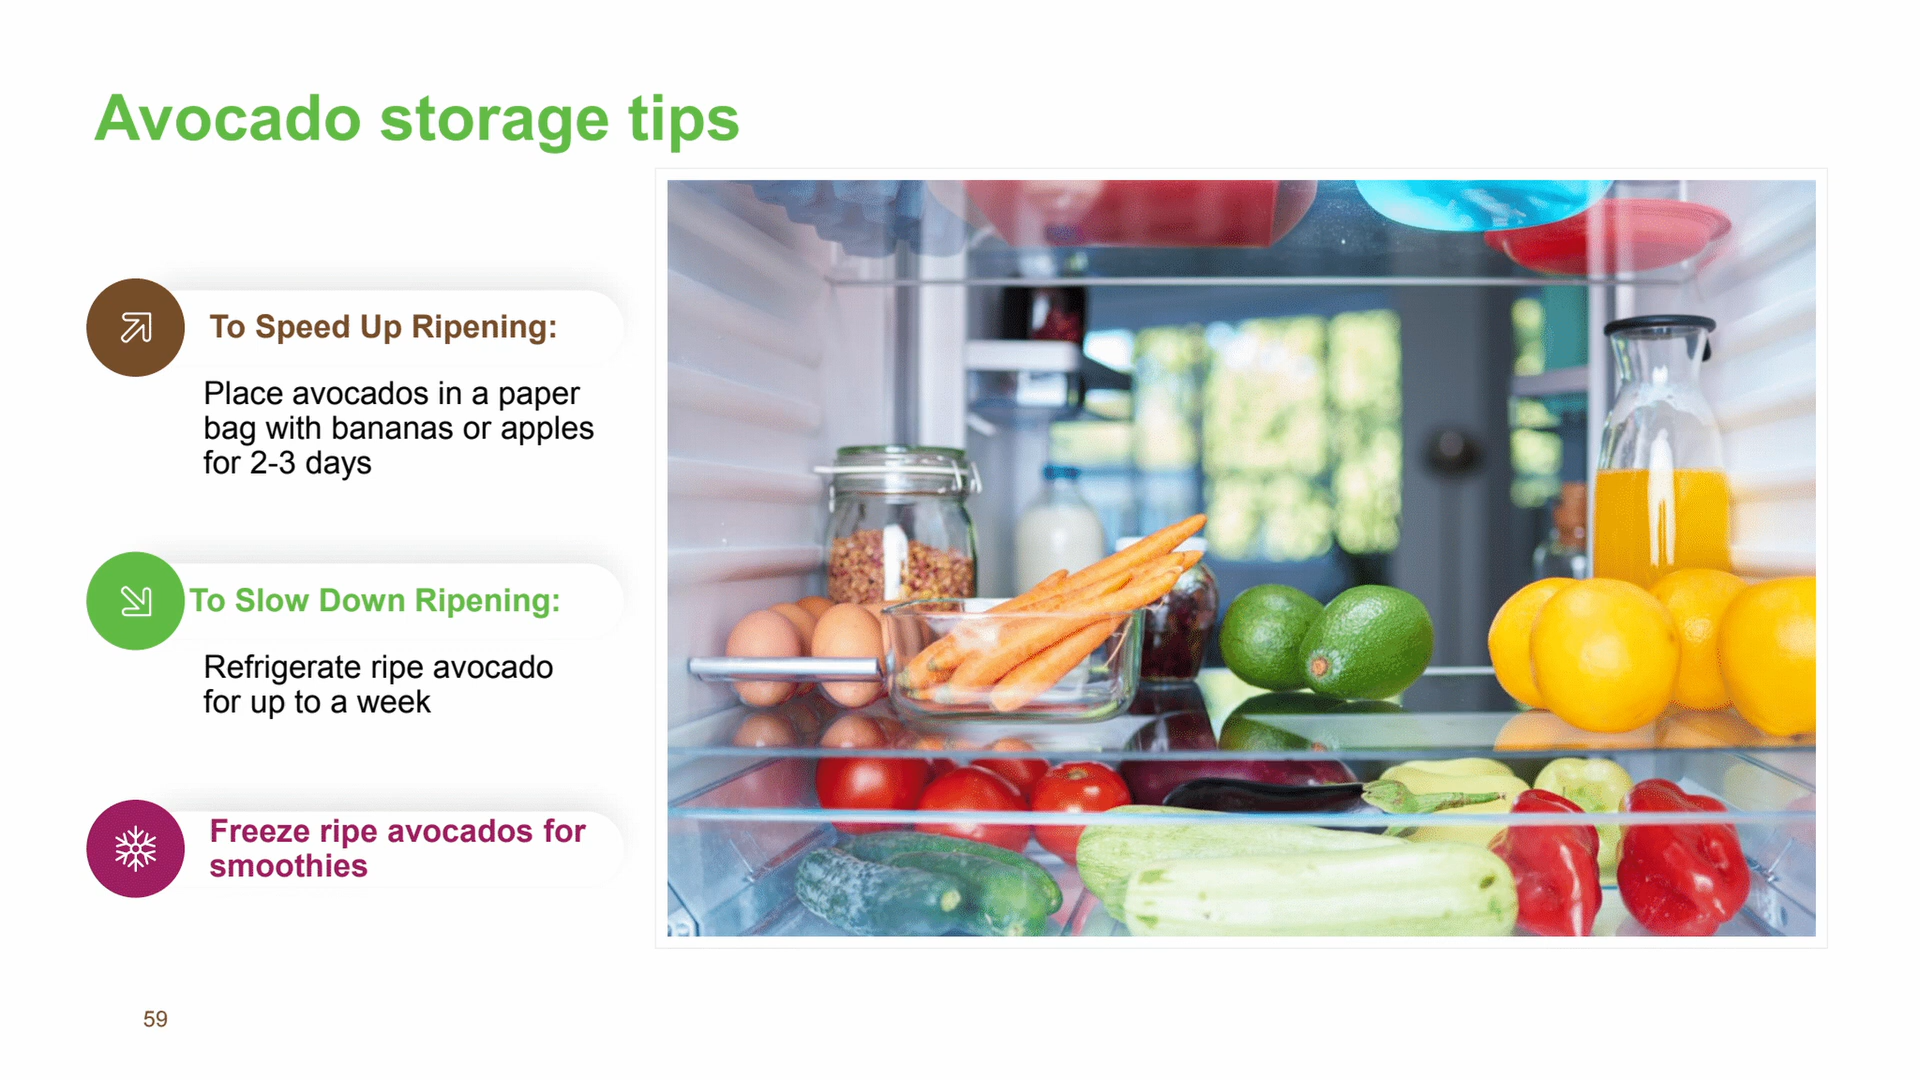 Avocado storage tips
To Speed Up Ripening:
Place avocados in a paper
bag with bananas or apples
for 2-3 days
To Slow Down Ripening:
Refrigerate ripe avocado
for up to a week
Freeze ripe avocados for
smoothies
59